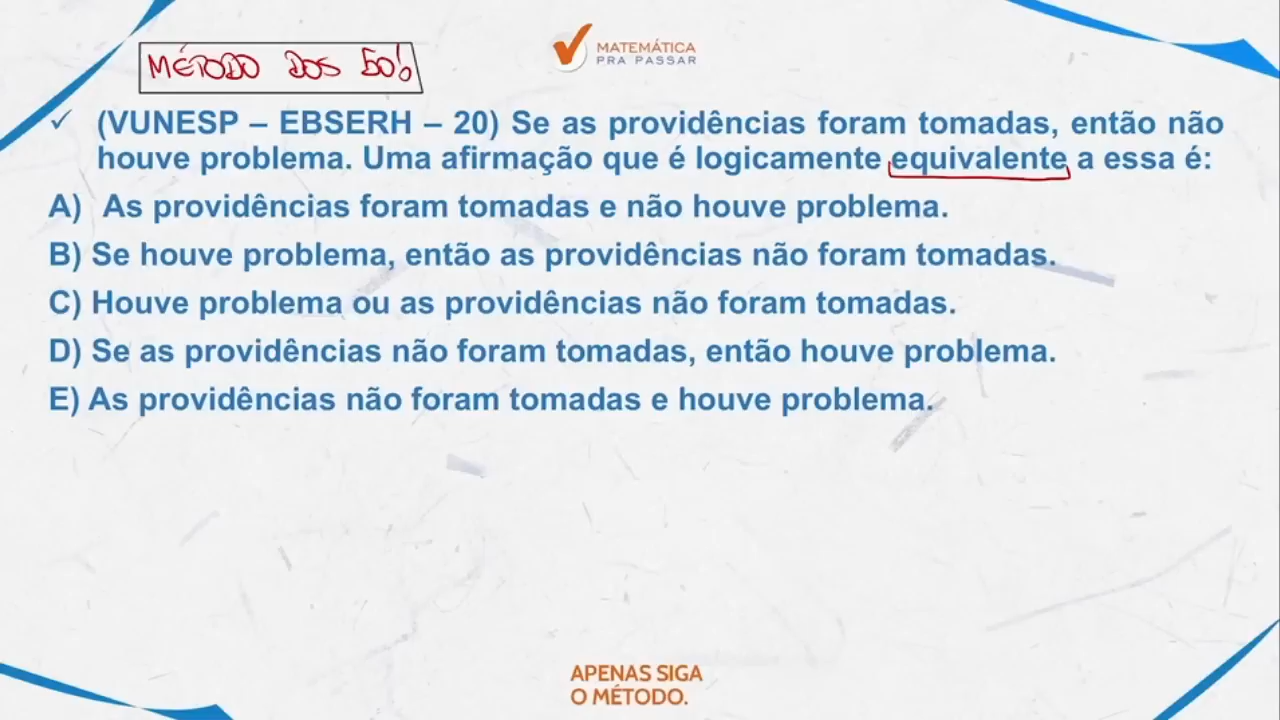 MÉTODO DOS 50!
MATEMÁTICA
PRA PASSAR
✓ (VUNESP – EBSERH – 20) Se as providências foram tomadas, então não
houve problema. Uma afirmação que é logicamente equivalente a essa é:
A) As providências foram tomadas e não houve problema.
B) Se houve problema, então as providências não foram tomadas.
C) Houve problema ou as providências não foram tomadas.
D) Se as providências não foram tomadas, então houve problema.
E) As providências não foram tomadas e houve problema.
APENAS SIGA
O MÉTODO.